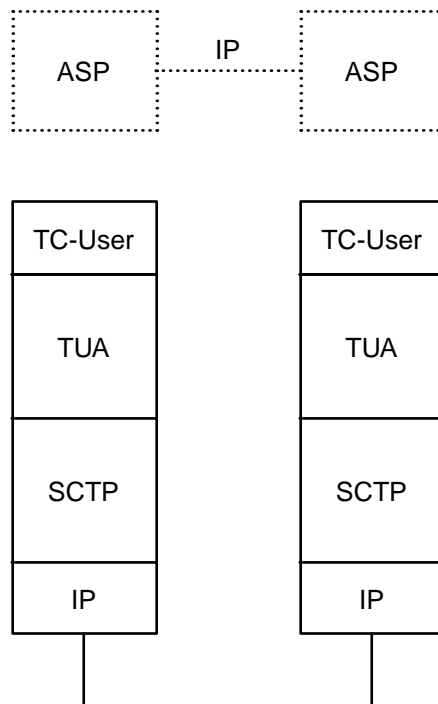 IP
ASP ASP
TC-User TC-User
TUA TUA
SCTP SCTP
IP IP